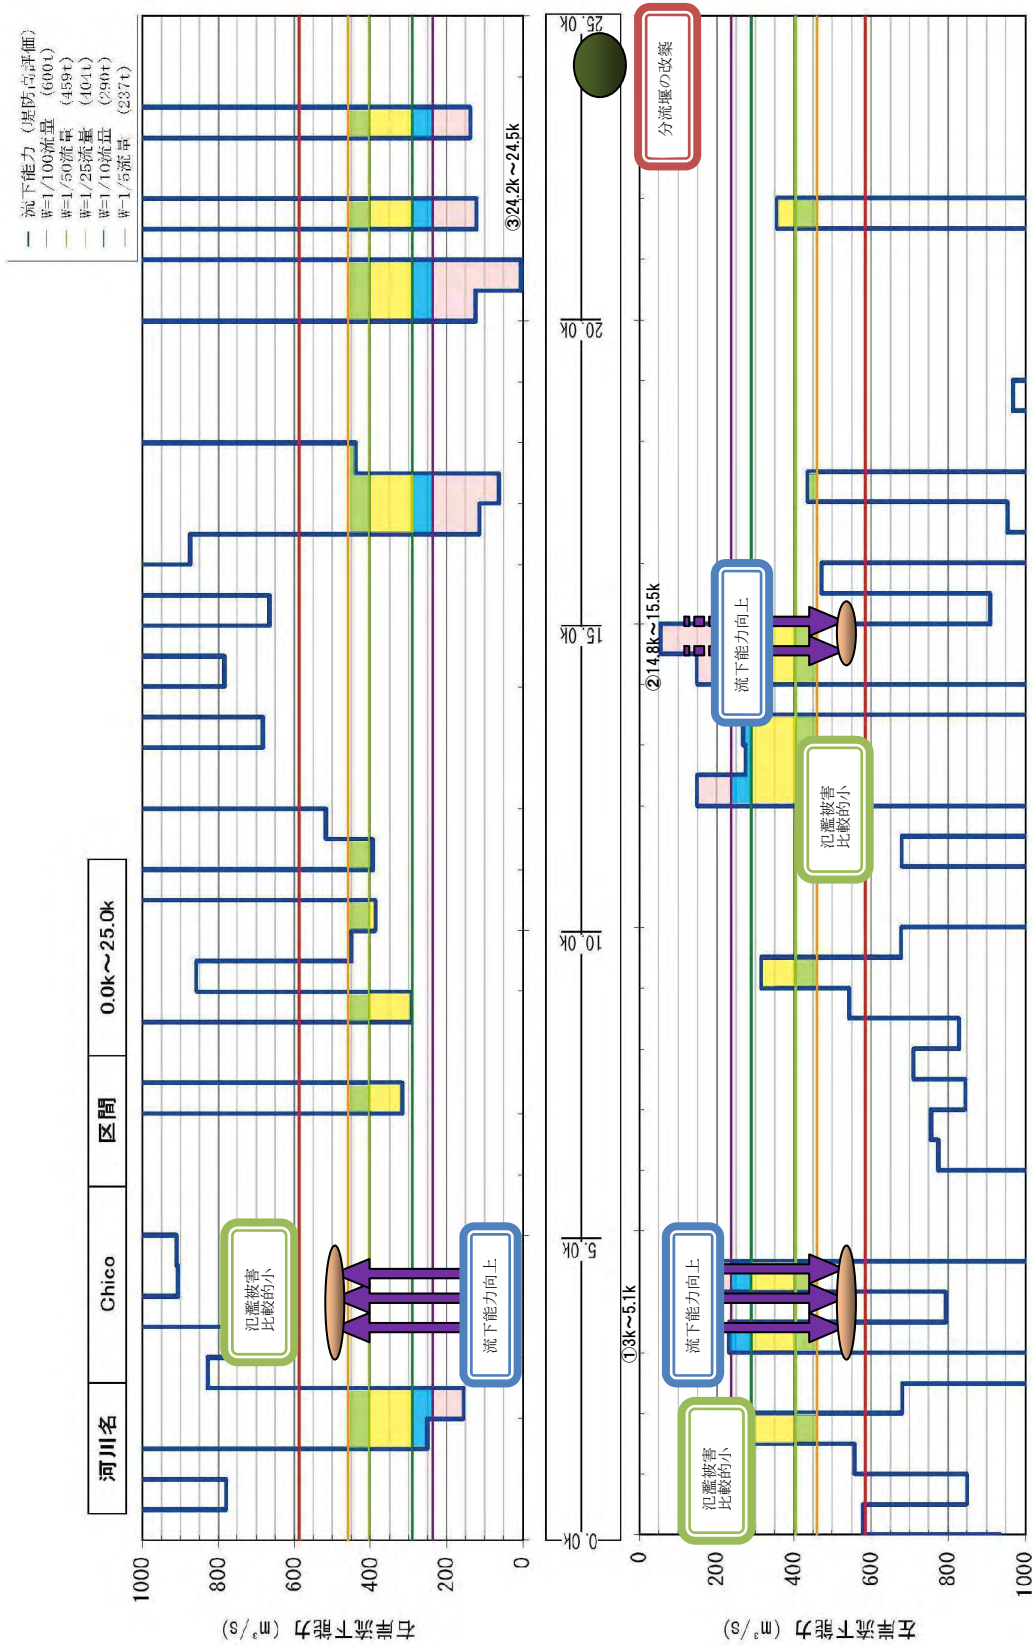 河川名
Chico
区間
0.0k～25.0k
流下能力（堤防高評価）
W=1/100流量 (600t)
W=1/50流量 (459t)
W=1/25流量 (404t)
W=1/10流量 (290t)
W=1/5流量 (237t)
右岸流下能力 (m³/s)
1000
800
600
400
200
0
氾濫被害
比較的小
流下能力向上
③24.2k～24.5k
0.0k
5.0k
10.0k
15.0k
20.0k
25.0k
①3k～5.1k
②14.8k～15.5k
左岸流下能力 (m³/s)
0
200
400
600
800
1000
氾濫被害
比較的小
流下能力向上
氾濫被害
比較的小
流下能力向上
分流堰の改築